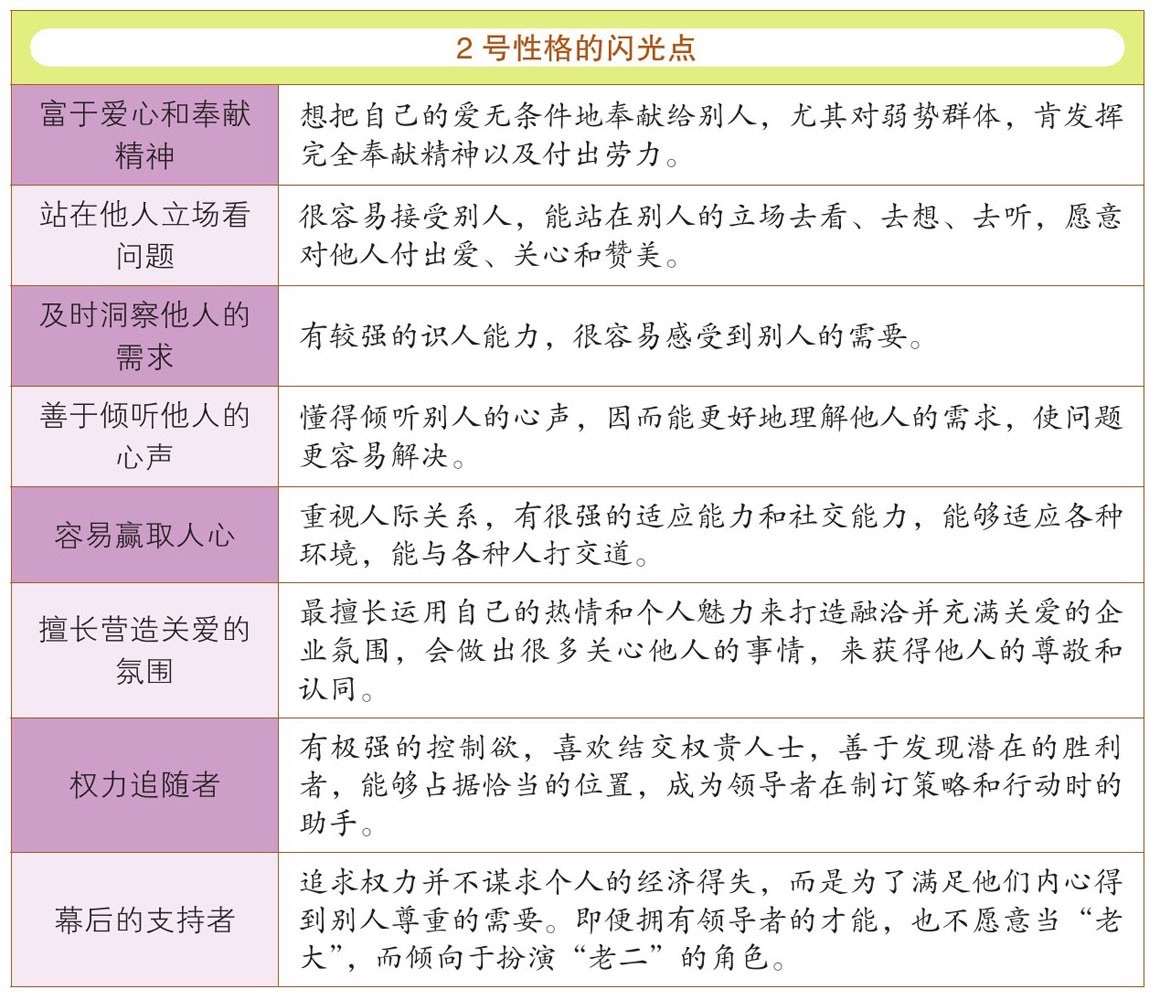 2 号性格的闪光点
富于爱心和奉献
精神
想把自己的爱无条件地奉献给别人，尤其对弱势群体，肯发挥
完全奉献精神以及付出劳力。
站在他人立场看
问题
很容易接受别人，能站在别人的立场去看、去想、去听，愿意
对他人付出爱、关心和赞美。
及时洞察他人的
需求
有较强的识人能力，很容易感受到别人的需要。
善于倾听他人的
心声
懂得倾听别人的心声，因而能更好地理解他人的需求，使问题
更容易解决。
容易赢取人心
重视人际关系，有很强的适应能力和社交能力，能够适应各种
环境，能与各种人打交道。
擅长营造关爱的
氛围
最擅长运用自己的热情和个人魅力来打造融洽并充满关爱的企
业氛围，会做出很多关心他人的事情，来获得他人的尊敬和
认同。
权力追随者
有极强的控制欲，喜欢结交权贵人士，善于发现潜在的胜利
者，能够占据恰当的位置，成为领导者在制订策略和行动时的
助手。
幕后的支持者
追求权力并不谋求个人的经济得失，而是为了满足他们内心得
到别人尊重的需要。即便拥有领导者的才能，也不愿意当“老
大”，而倾向于扮演“老二”的角色。